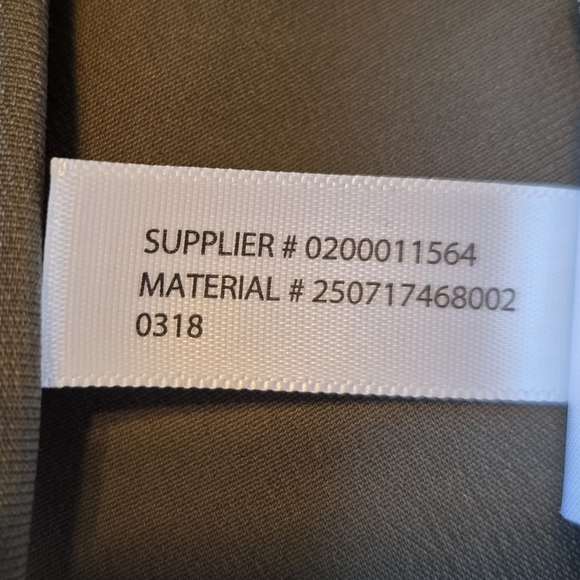 SUPPLIER # 0200011564
MATERIAL # 250717468002
0318